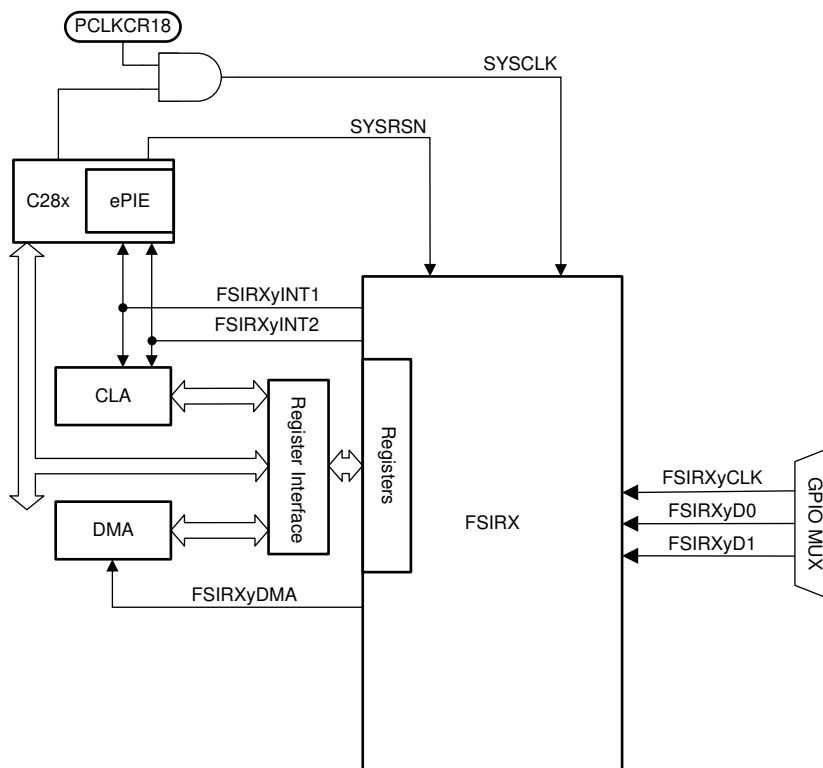 PCLKCR18
SYSCLK
SYSRSN
C28x
ePIE
FSIRXyINT1
FSIRXyINT2
CLA
Register Interface
Registers
FSIRXyCLK
FSIRXyD0
FSIRXyD1
GPIO MUX
FSIRX
DMA
FSIRXyDMA